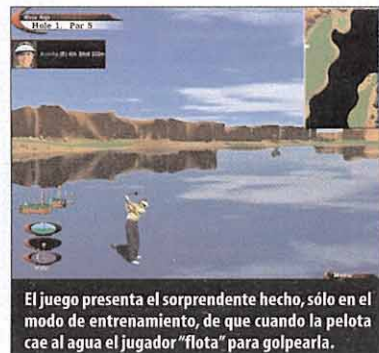 Hole 1, Par 5
El juego presenta el sorprendente hecho, sólo en el
modo de entrenamiento, de que cuando la pelota
cae al agua el jugador "flota" para golpearla.